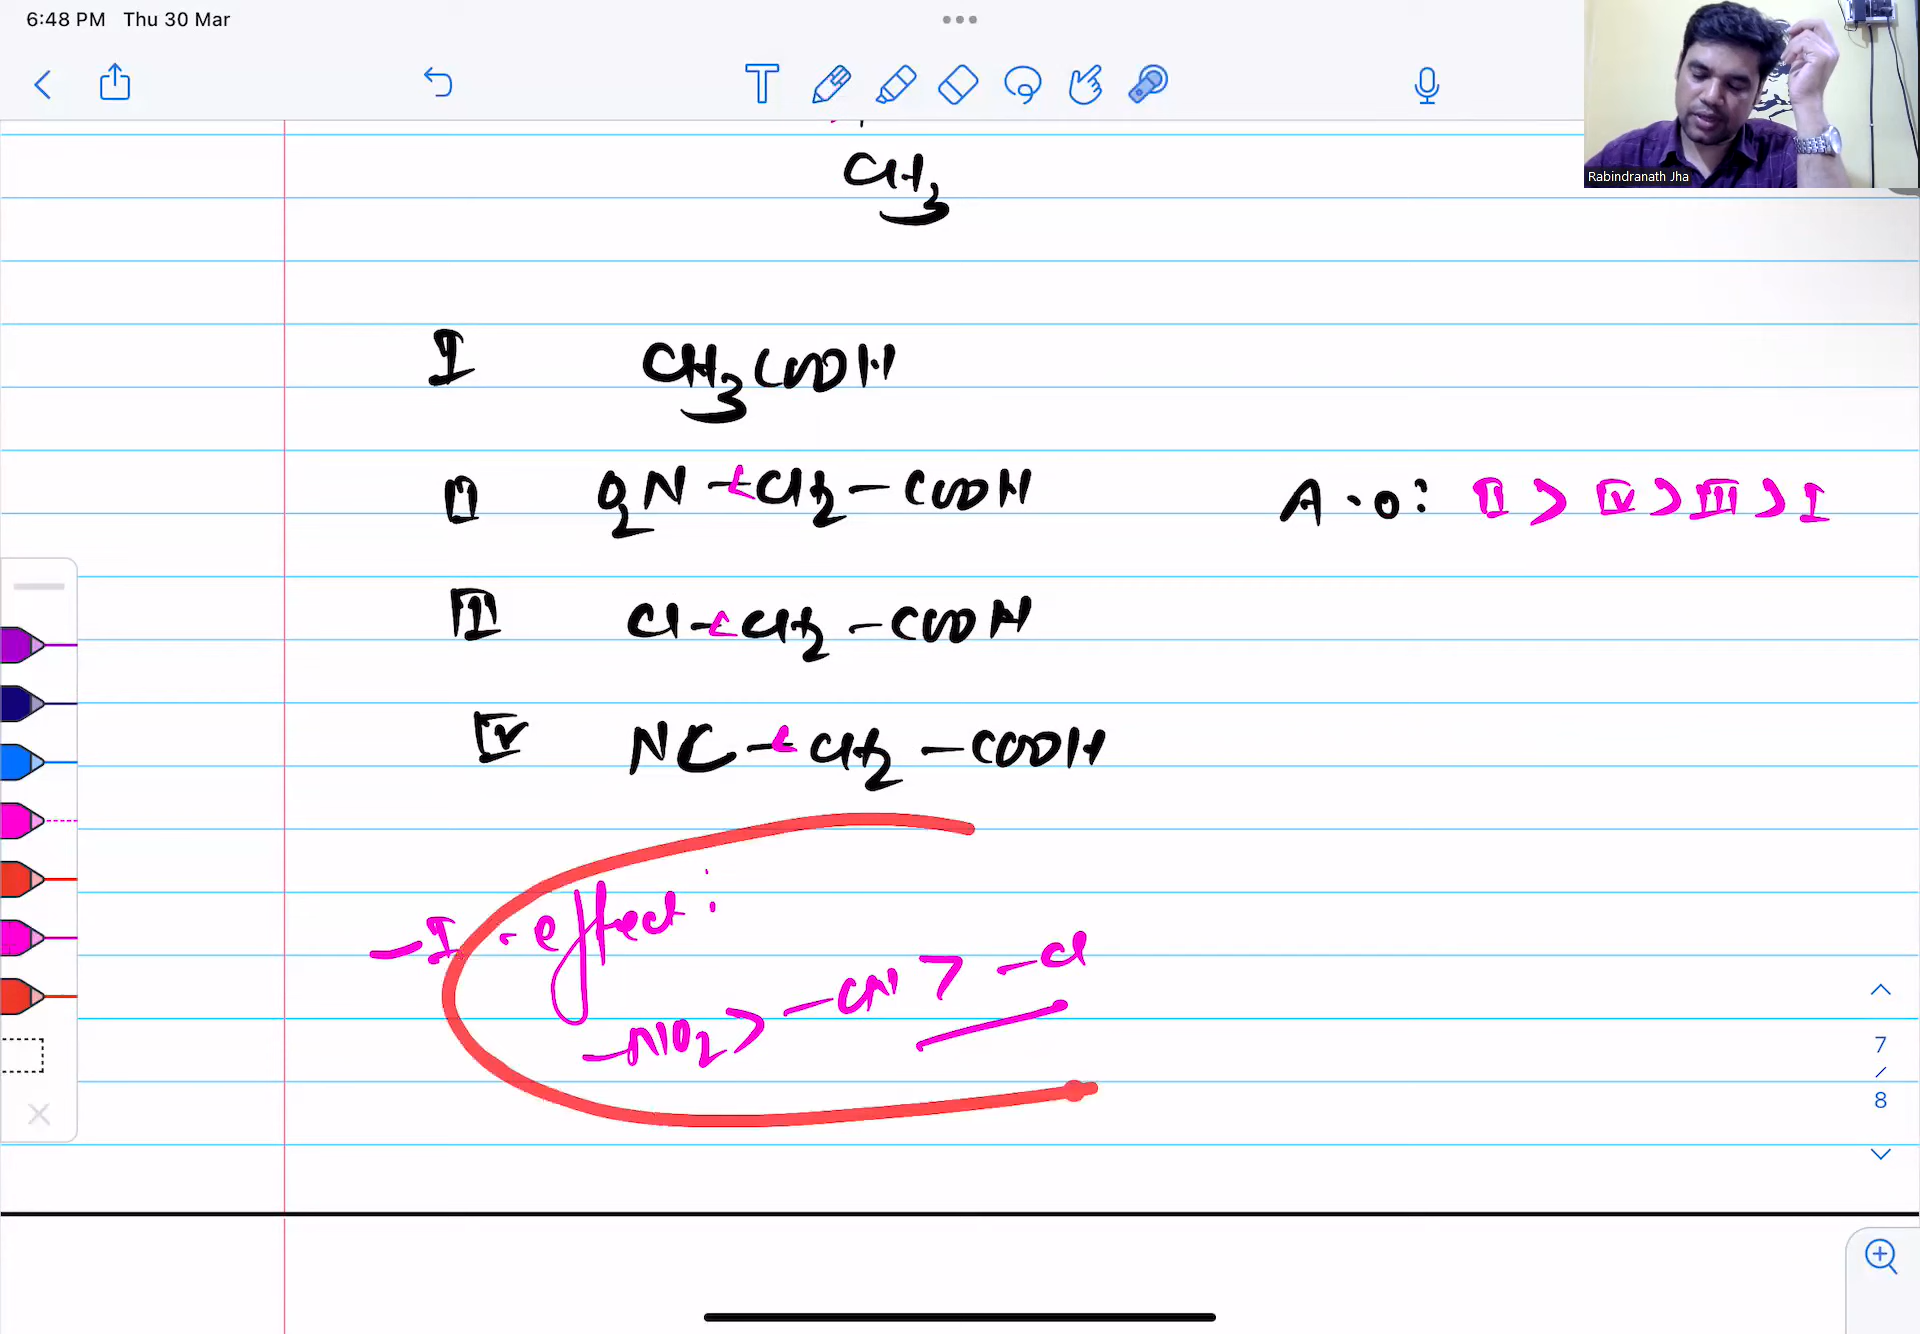 6:48 PM Thu 30 Mar
Rabindranath Jha
CH3
I CH3COOH
II O2N-CH2-COOH A.O: II > IV > III > I
III Cl-CH2-COOH
IV NC-CH2-COOH
-I-effect:
-NO2 > -CN > -Cl
7
/
8